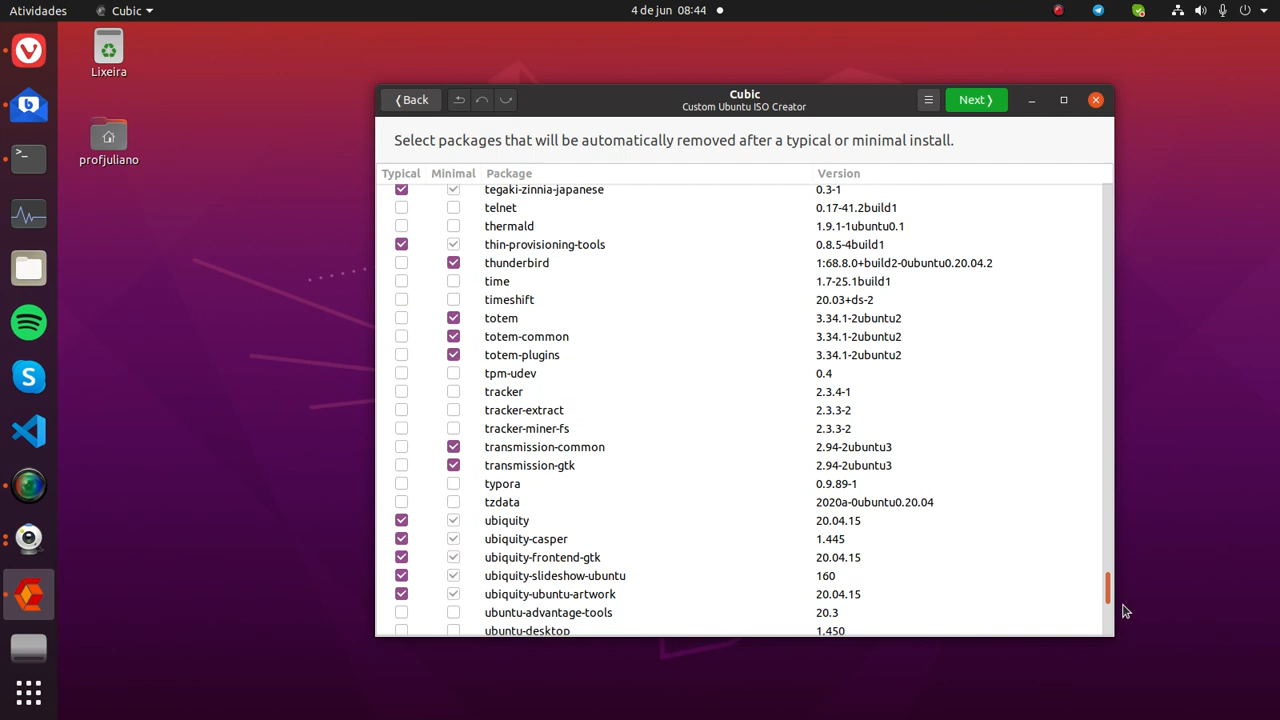 Atividades Cubic 4 de jun 08:44
Lixeira
profjuliano
Back Cubic Next
Custom Ubuntu ISO Creator
Select packages that will be automatically removed after a typical or minimal install.
Typical Minimal Package Version
tegaki-zinnia-japanese 0.3-1
telnet 0.17-41.2build1
thermald 1.9.1-1ubuntu0.1
thin-provisioning-tools 0.8.5-4build1
thunderbird 1:68.8.0+build2-0ubuntu0.20.04.2
time 1.7-25.1build1
timeshift 20.03+ds-2
totem 3.34.1-2ubuntu2
totem-common 3.34.1-2ubuntu2
totem-plugins 3.34.1-2ubuntu2
tpm-udev 0.4
tracker 2.3.4-1
tracker-extract 2.3.3-2
tracker-miner-fs 2.3.3-2
transmission-common 2.94-2ubuntu3
transmission-gtk 2.94-2ubuntu3
typora 0.9.89-1
tzdata 2020a-0ubuntu0.20.04
ubiquity 20.04.15
ubiquity-casper 1.445
ubiquity-frontend-gtk 20.04.15
ubiquity-slideshow-ubuntu 160
ubiquity-ubuntu-artwork 20.04.15
ubuntu-advantage-tools 20.3
ubuntu-desktop 1.450